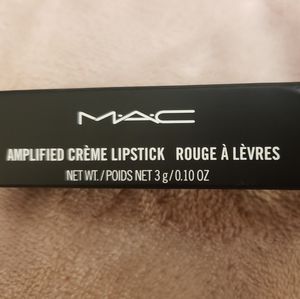 MAC
AMPLIFIED CRÈME LIPSTICK ROUGE À LÈVRES
NET WT. / POIDS NET 3 g / 0.10 OZ